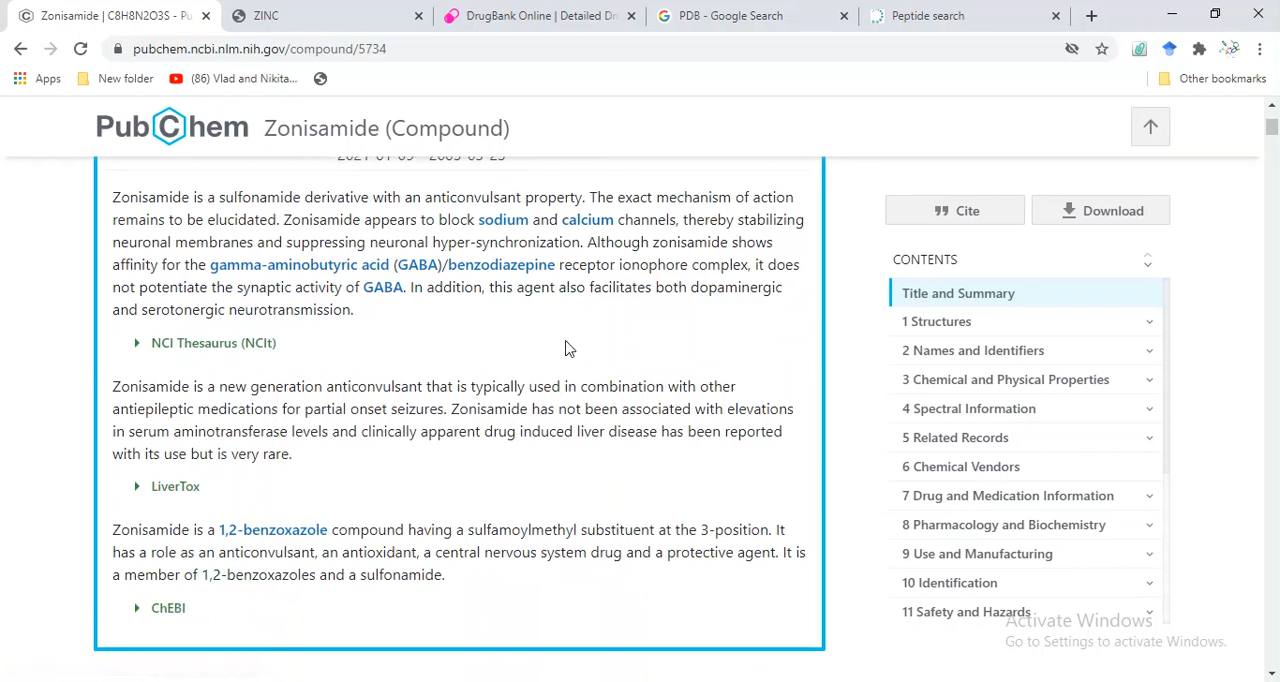 Zonisamide | C8H8N2O3S - Pu
ZINC
DrugBank Online | Detailed Dr
PDB - Google Search
Peptide search
pubchem.ncbi.nlm.nih.gov/compound/5734
Apps
New folder
(86) Vlad and Nikita...
Other bookmarks
PubChem
Zonisamide (Compound)
2021-01-09 - 2005-03-25
Zonisamide is a sulfonamide derivative with an anticonvulsant property. The exact mechanism of action
remains to be elucidated. Zonisamide appears to block sodium and calcium channels, thereby stabilizing
neuronal membranes and suppressing neuronal hyper-synchronization. Although zonisamide shows
affinity for the gamma-aminobutyric acid (GABA)/benzodiazepine receptor ionophore complex, it does
not potentiate the synaptic activity of GABA. In addition, this agent also facilitates both dopaminergic
and serotonergic neurotransmission.
NCI Thesaurus (NCIt)
Zonisamide is a new generation anticonvulsant that is typically used in combination with other
antiepileptic medications for partial onset seizures. Zonisamide has not been associated with elevations
in serum aminotransferase levels and clinically apparent drug induced liver disease has been reported
with its use but is very rare.
LiverTox
Zonisamide is a 1,2-benzoxazole compound having a sulfamoylmethyl substituent at the 3-position. It
has a role as an anticonvulsant, an antioxidant, a central nervous system drug and a protective agent. It is
a member of 1,2-benzoxazoles and a sulfonamide.
ChEBI
Cite
Download
CONTENTS
Title and Summary
1 Structures
2 Names and Identifiers
3 Chemical and Physical Properties
4 Spectral Information
5 Related Records
6 Chemical Vendors
7 Drug and Medication Information
8 Pharmacology and Biochemistry
9 Use and Manufacturing
10 Identification
11 Safety and Hazards
Activate Windows
Go to Settings to activate Windows.